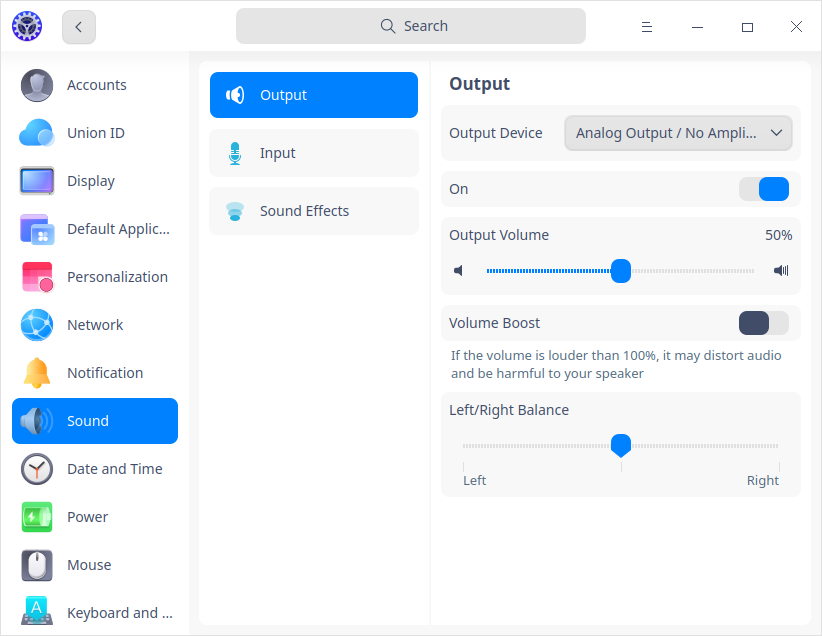 Search
Accounts
Union ID
Display
Default Applic...
Personalization
Network
Notification
Sound
Date and Time
Power
Mouse
Keyboard and ...
Output
Input
Sound Effects
Output
Output Device
Analog Output / No Ampli...
On
Output Volume
50%
Volume Boost
If the volume is louder than 100%, it may distort audio
and be harmful to your speaker
Left/Right Balance
Left
Right
A